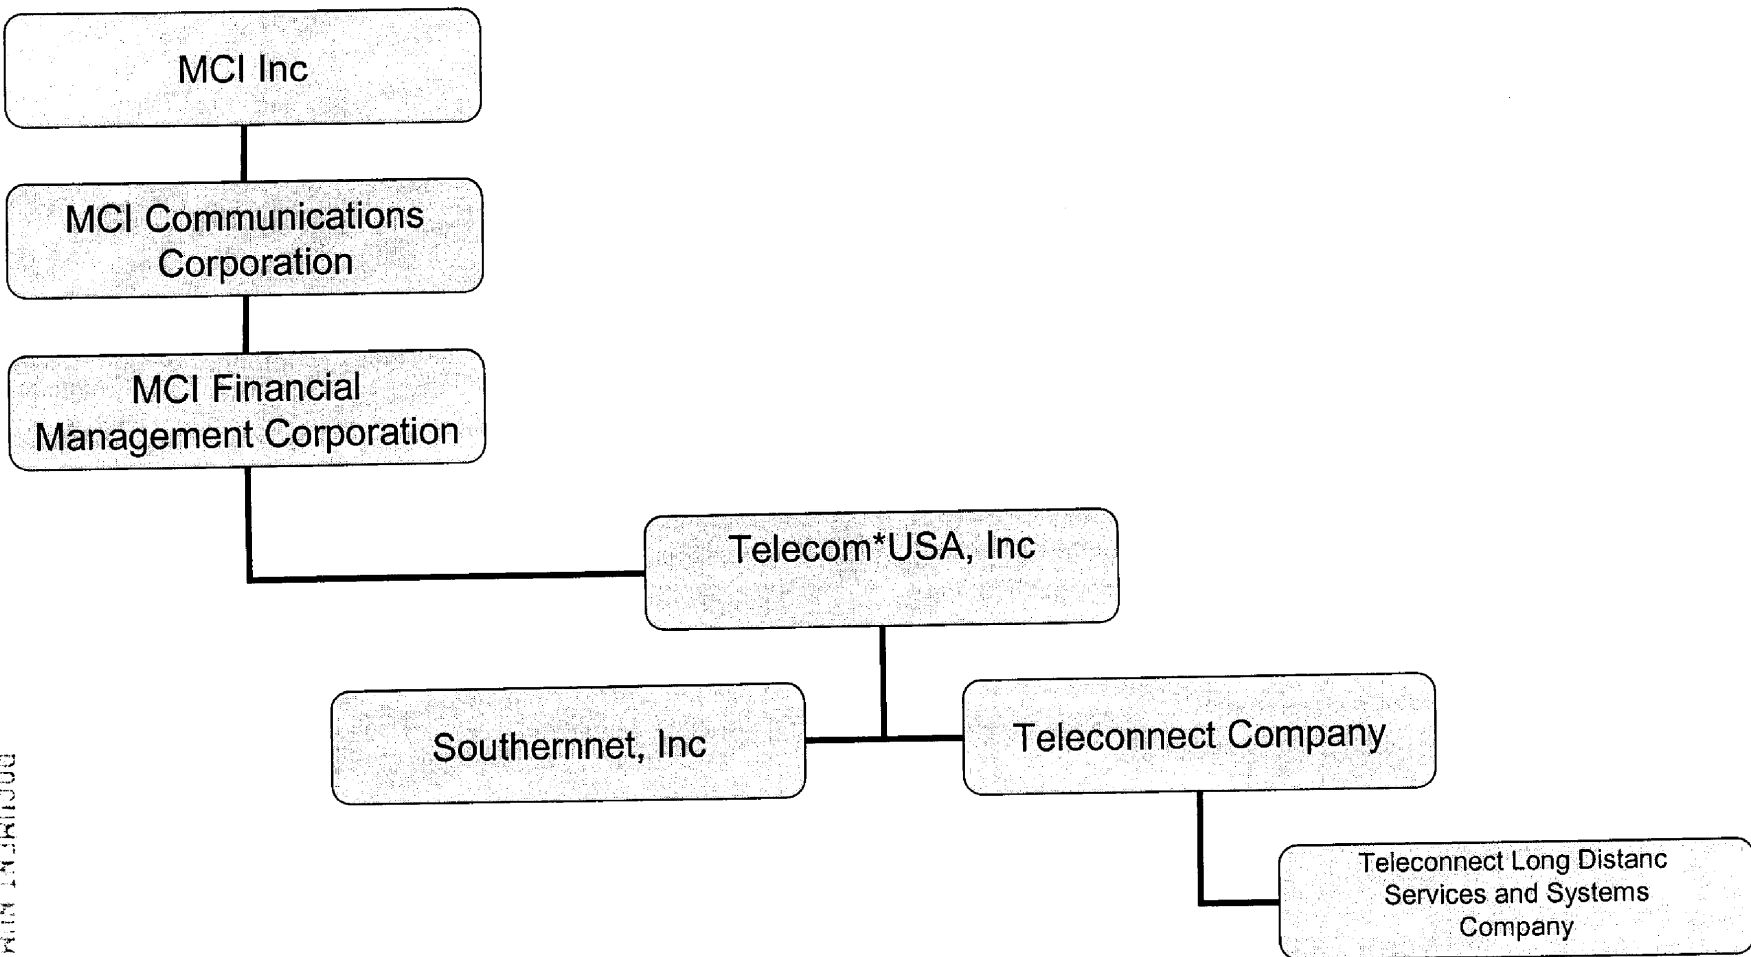 MCI Inc
MCI Communications
Corporation
MCI Financial
Management Corporation
Telecom*USA, Inc
Southernnet, Inc
Teleconnect Company
Teleconnect Long Distanc
Services and Systems
Company
DOCUMENT